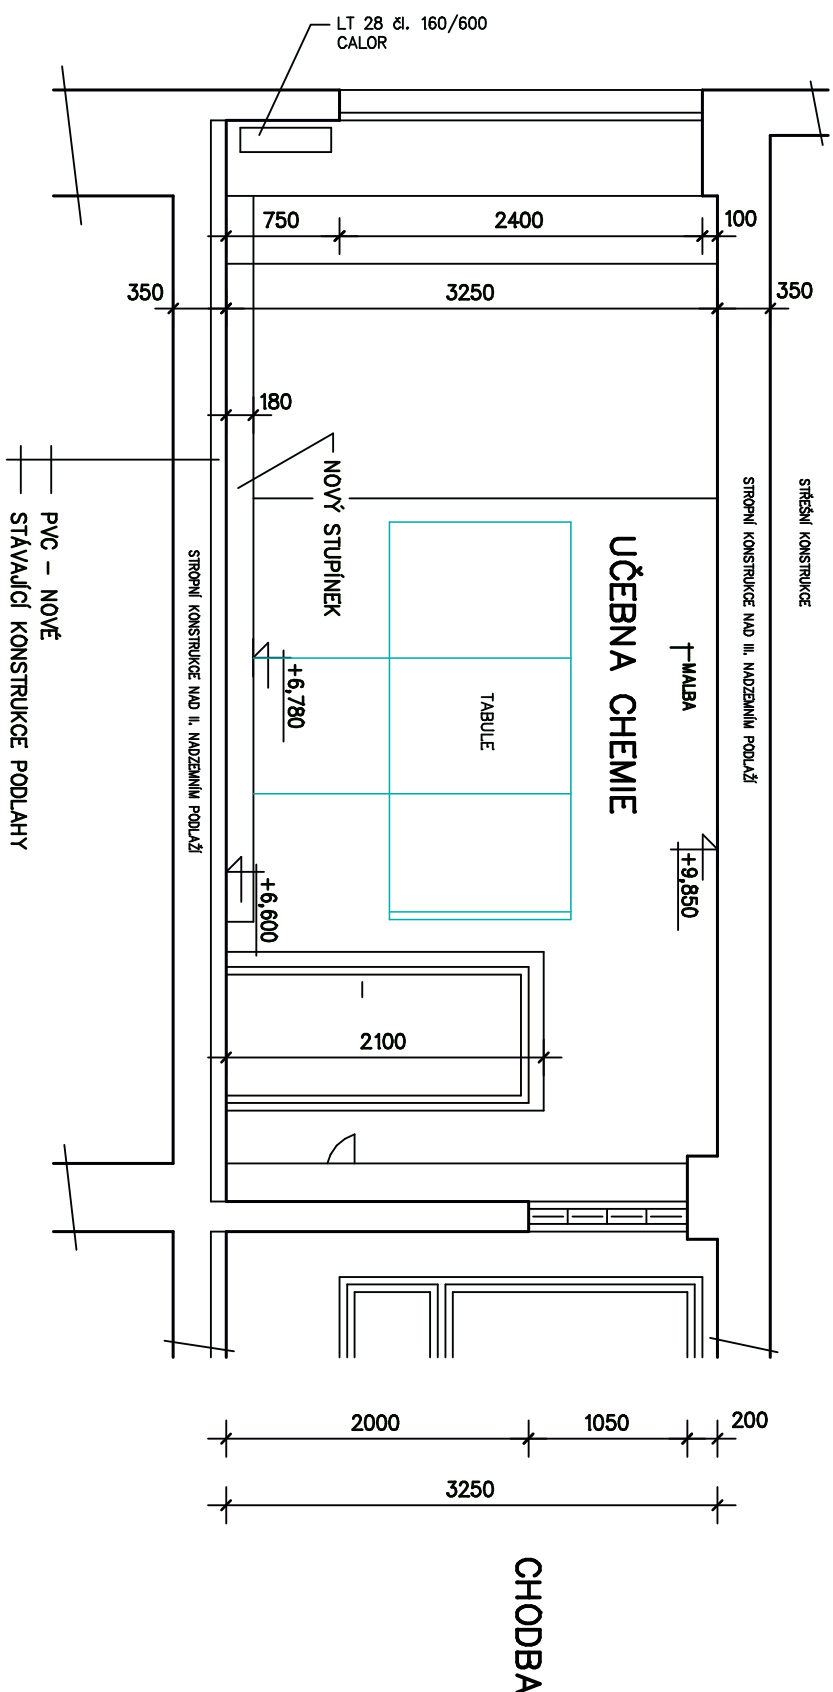 LT 28 čl. 160/600
CALOR
750
2400
100
350
3250
350
180
NOVÝ STUPÍNEK
PVC – NOVÉ
STÁVAJÍCÍ KONSTRUKCE PODLAHY
STROPNÍ KONSTRUKCE NAD II. NADZEMNÍM PODLAŽÍ
STŘEŠNÍ KONSTRUKCE
STROPNÍ KONSTRUKCE NAD III. NADZEMNÍM PODLAŽÍ
UČEBNA CHEMIE
MALBA
TABULE
+6,780
+9,850
+6,600
2100
2000
1050
200
3250
CHODBA